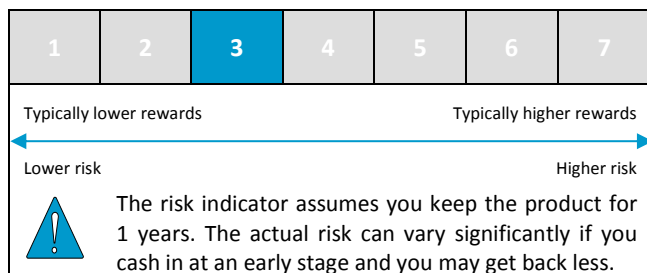 1 2 3 4 5 6 7
Typically lower rewards Typically higher rewards
Lower risk Higher risk
!
The risk indicator assumes you keep the product for
1 years. The actual risk can vary significantly if you
cash in at an early stage and you may get back less.